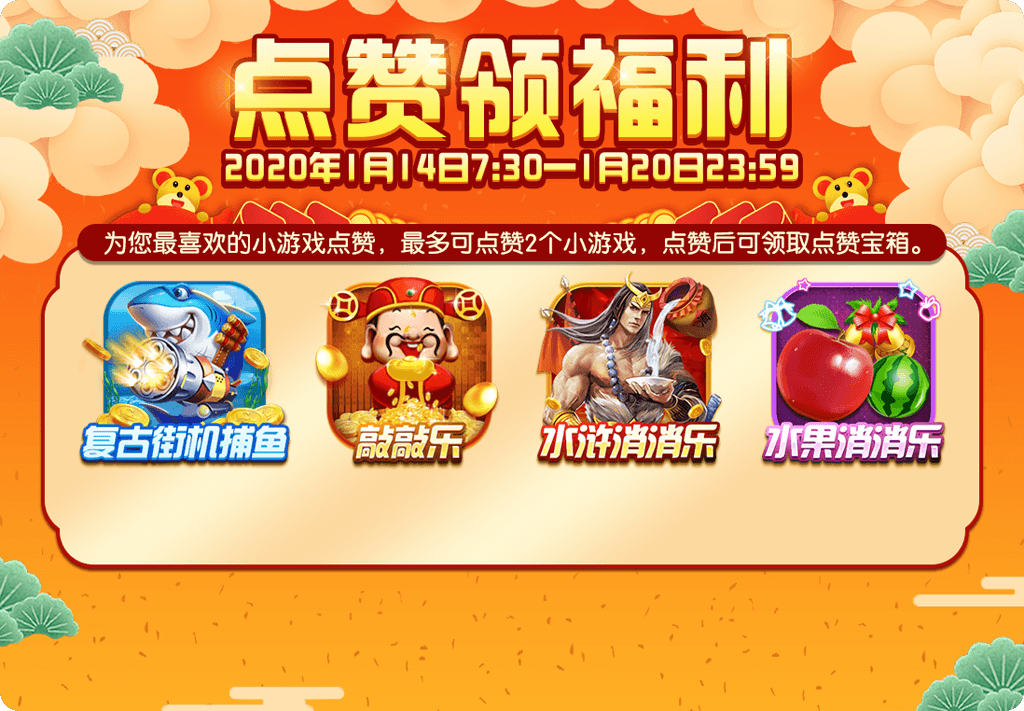 点赞领福利
2020年1月14日7:30—1月20日23:59
为您最喜欢的小游戏点赞，最多可点赞2个小游戏，点赞后可领取点赞宝箱。
复古街机捕鱼
敲敲乐
水浒消消乐
水果消消乐